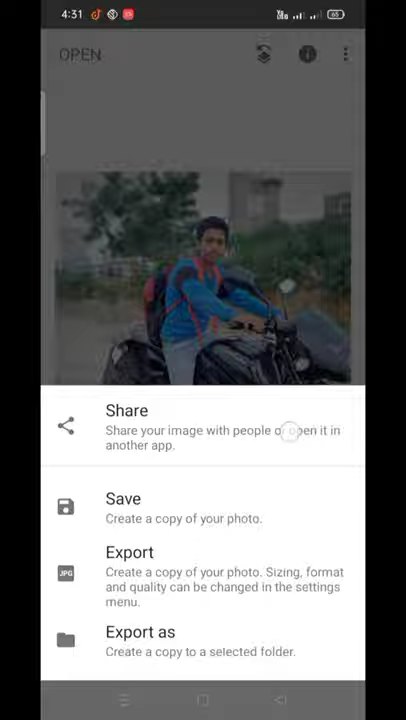 4:31
65
OPEN
Share
Share your image with people or open it in
another app.
Save
Create a copy of your photo.
Export
JPG
Create a copy of your photo. Sizing, format
and quality can be changed in the settings
menu.
Export as
Create a copy to a selected folder.